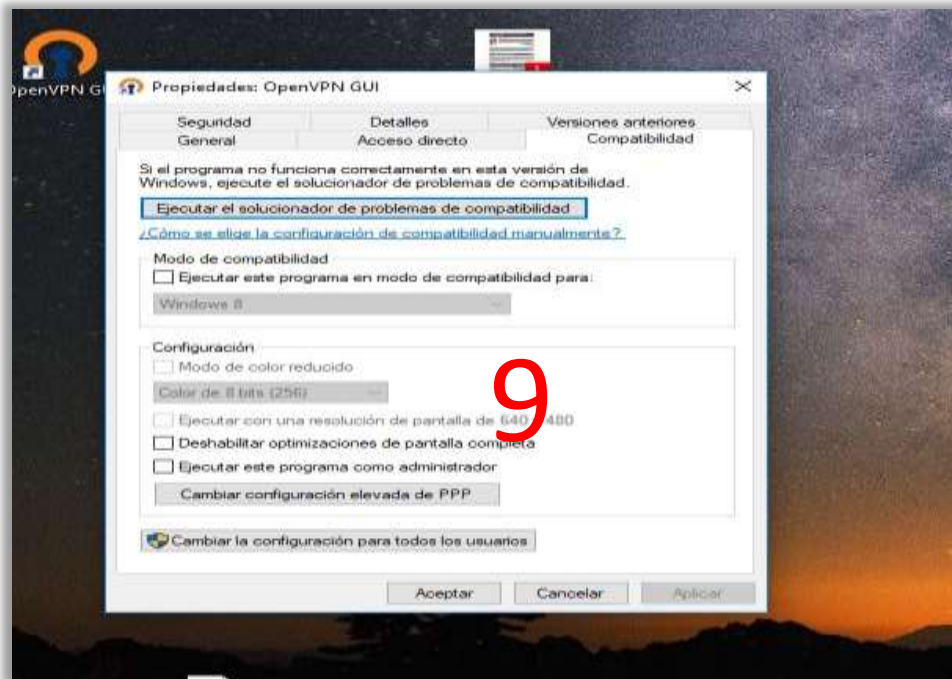 OpenVPN G
Propiedades: OpenVPN GUI
Seguridad Detalles Versiones anteriores
General Acceso directo Compatibilidad
Si el programa no funciona correctamente en esta versión de
Windows, ejecute el solucionador de problemas de compatibilidad.
Ejecutar el solucionador de problemas de compatibilidad
¿Cómo se elige la configuración de compatibilidad manualmente?
Modo de compatibilidad
Ejecutar este programa en modo de compatibilidad para:
Windows 8
Configuración
Modo de color reducido
Color de 8 bits (256)
9
Ejecutar con una resolución de pantalla de 640 480
Deshabilitar optimizaciones de pantalla completa
Ejecutar este programa como administrador
Cambiar configuración elevada de PPP
Cambiar la configuración para todos los usuarios
Aceptar Cancelar Aplicar